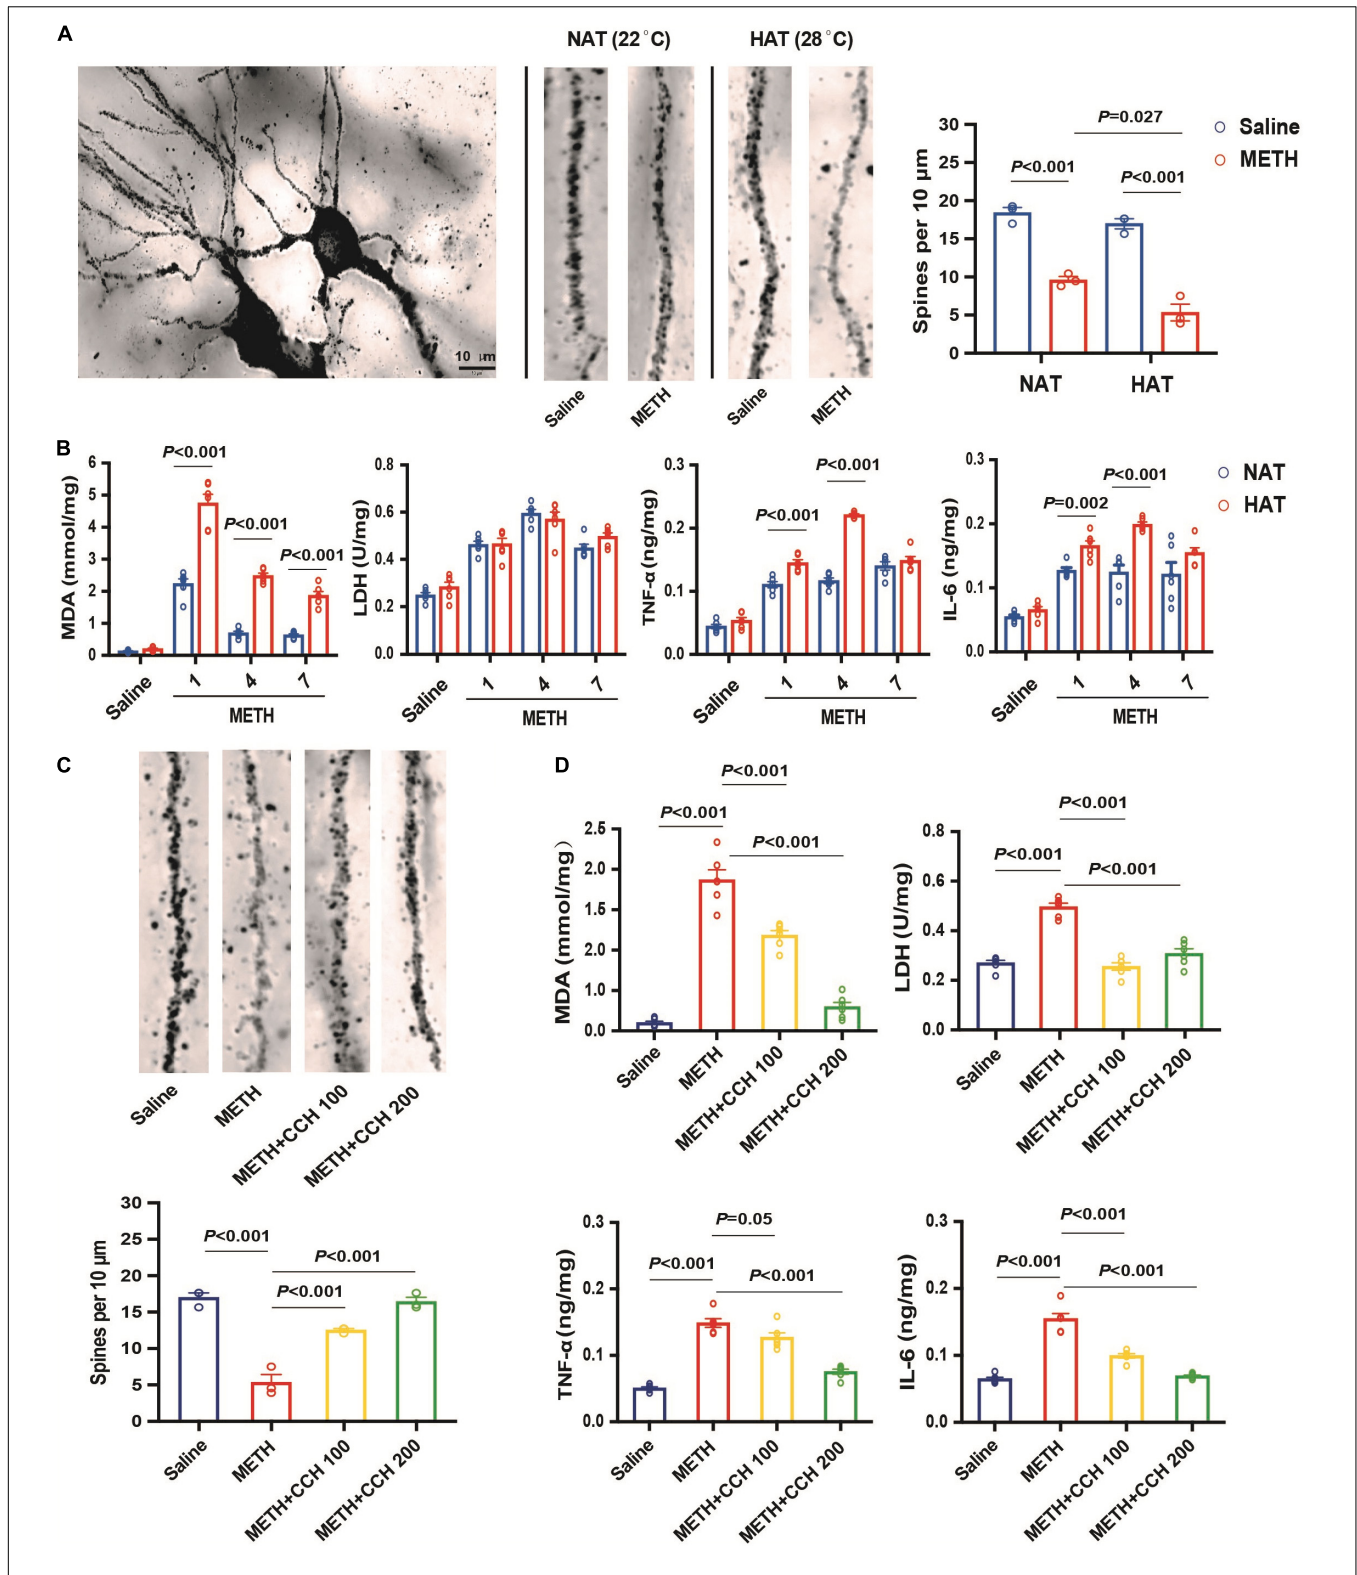 A
NAT (22 °C)
HAT (28 °C)
10 μm
Saline
METH
Saline
METH
Spines per 10 μm
30
25
20
15
10
5
0
P<0.001
P=0.027
P<0.001
NAT
HAT
Saline
METH
B
MDA (mmol/mg)
6
5
4
3
2
1
0
P<0.001
P<0.001
P<0.001
Saline
1
4
7
METH
LDH (U/mg)
0.8
0.6
0.4
0.2
0.0
Saline
1
4
7
METH
TNF-α (ng/mg)
0.3
0.2
0.1
0.0
P<0.001
P<0.001
Saline
1
4
7
METH
IL-6 (ng/mg)
0.3
0.2
0.1
0.0
P=0.002
P<0.001
Saline
1
4
7
METH
NAT
HAT
C
Saline
METH
METH+CCH 100
METH+CCH 200
Spines per 10 μm
30
20
15
10
5
0
P<0.001
P<0.001
P<0.001
Saline
METH
METH+CCH 100
METH+CCH 200
D
MDA (mmol/mg)
2.5
2.0
1.5
2.0
1.0
0.0
P<0.001
P<0.001
P<0.001
Saline
METH
METH+CCH 100
METH+CCH 200
LDH (U/mg)
0.8
0.6
0.4
0.2
0.0
P<0.001
P<0.001
P<0.001
Saline
METH
METH+CCH 100
METH+CCH 200
TNF-α (ng/mg)
0.3
0.2
0.1
0.0
P=0.05
P<0.001
P<0.001
Saline
METH
METH+CCH 100
METH+CCH 200
IL-6 (ng/mg)
0.3
0.2
0.1
0.0
P<0.001
P<0.001
P<0.001
Saline
METH
METH+CCH 100
METH+CCH 200